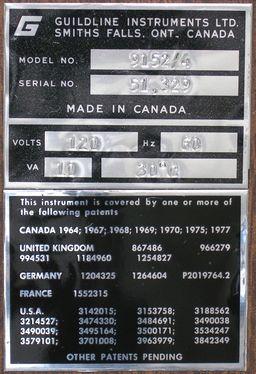 G GUILDLINE INSTRUMENTS LTD.
SMITHS FALLS, ONT., CANADA
MODEL NO. 9152/4
SERIAL NO. 51,329
MADE IN CANADA
VOLTS 120 Hz 60
VA 10 30°C
This instrument is covered by one or more of
the following patents
CANADA 1964; 1967; 1968; 1969; 1970; 1975; 1977
UNITED KINGDOM 867486 966279
994531 1184960 1254827
GERMANY 1204325 1264604 P2019764.2
FRANCE 1552315
U.S.A. 3142015; 3153758; 3188562
3214527; 3474330; 3484691; 3490038
3490039; 3495164; 3500171; 3534247
3579101; 3701008; 3963979; 3842349
OTHER PATENTS PENDING